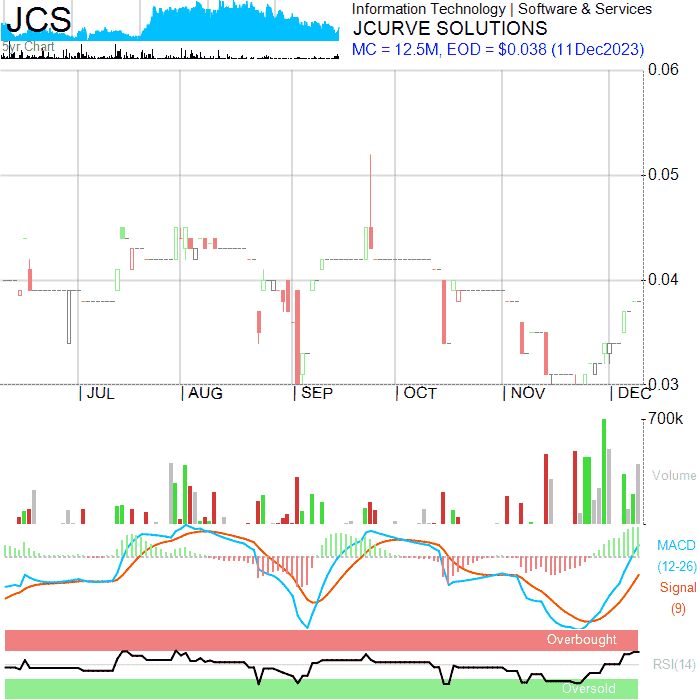 JCS
5yr Chart
Information Technology | Software & Services
JCURVE SOLUTIONS
MC = 12.5M, EOD = $0.038 (11Dec2023)
0.06
0.05
0.04
0.03
JUL AUG SEP OCT NOV DEC
700k
Volume
MACD
(12-26)
Signal
(9)
Overbought
RSI(14)
Oversold